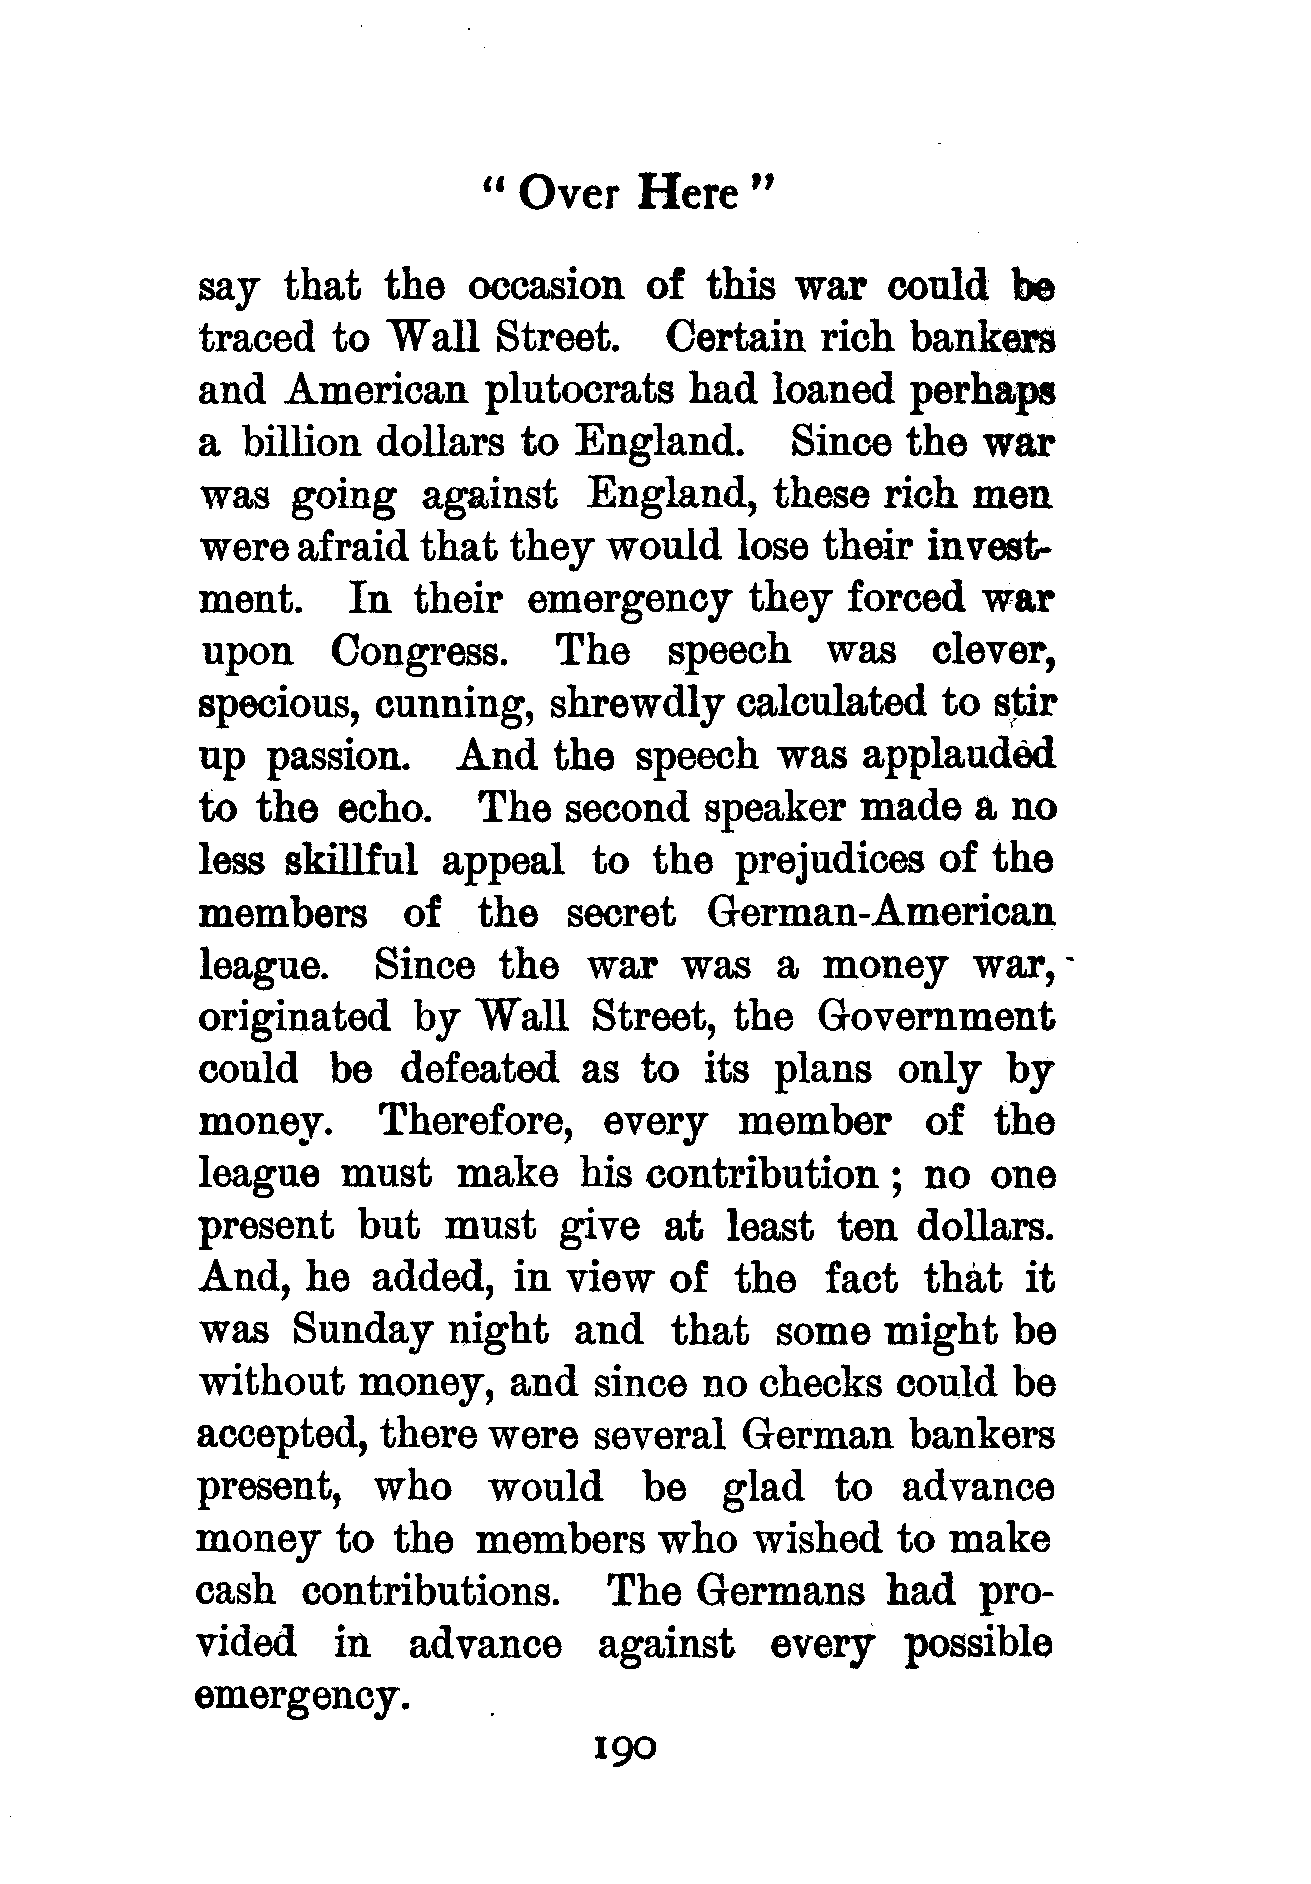 “ Over Here ”
say that the occasion of this war could be
traced to Wall Street. Certain rich bankers
and American plutocrats had loaned perhaps
a billion dollars to England. Since the war
was going against England, these rich men
were afraid that they would lose their invest-
ment. In their emergency they forced war
upon Congress. The speech was clever,
specious, cunning, shrewdly calculated to stir
up passion. And the speech was applauded
to the echo. The second speaker made a no
less skillful appeal to the prejudices of the
members of the secret German-American
league. Since the war was a money war,
originated by Wall Street, the Government
could be defeated as to its plans only by
money. Therefore, every member of the
league must make his contribution ; no one
present but must give at least ten dollars.
And, he added, in view of the fact that it
was Sunday night and that some might be
without money, and since no checks could be
accepted, there were several German bankers
present, who would be glad to advance
money to the members who wished to make
cash contributions. The Germans had pro-
vided in advance against every possible
emergency.
190